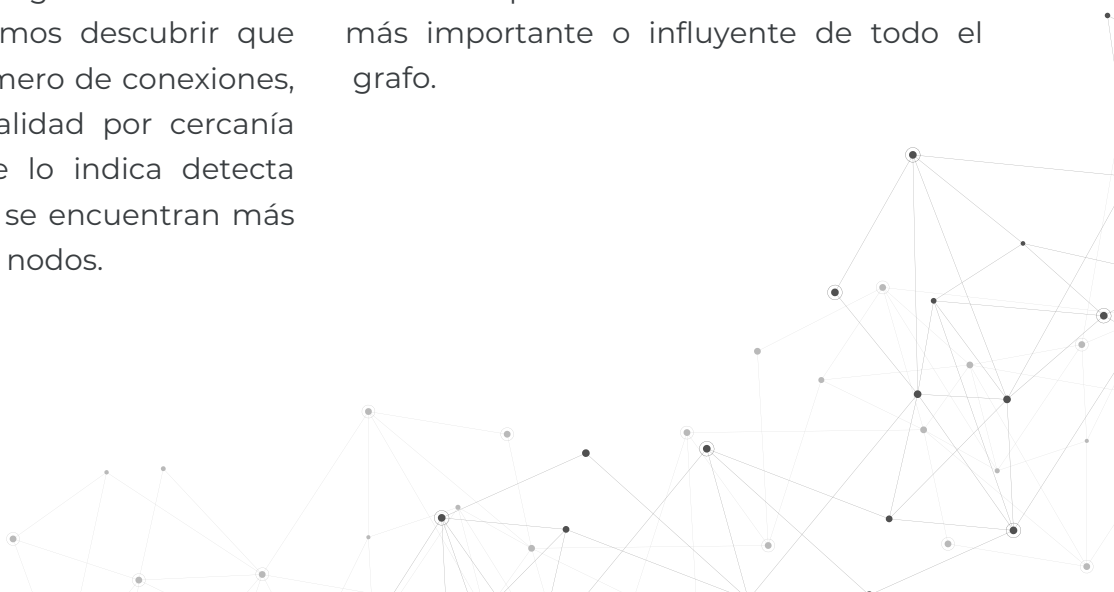 mos descubrir que
mero de conexiones,
alidad por cercanía
e lo indica detecta
se encuentran más
nodos.
más importante o influyente de todo el
grafo.